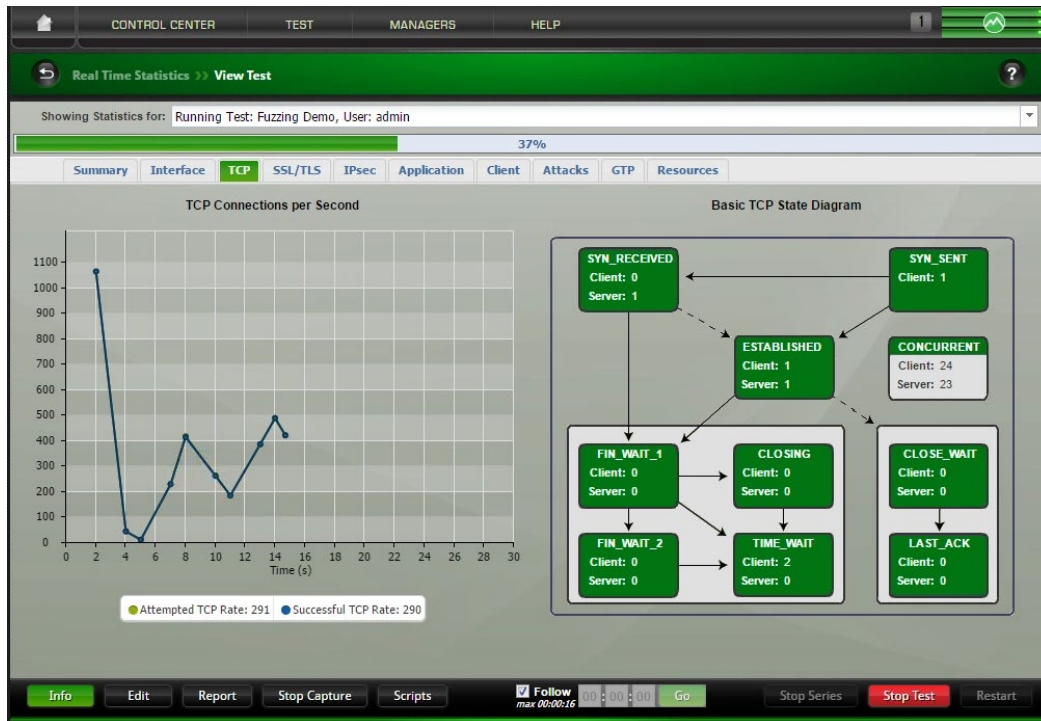 CONTROL CENTER TEST MANAGERS HELP 1
Real Time Statistics >> View Test ?
Showing Statistics for: Running Test: Fuzzing Demo, User: admin
37%
Summary Interface TCP SSL/TLS IPsec Application Client Attacks GTP Resources
TCP Connections per Second
1100
1000
900
800
700
600
500
400
300
200
100
0
0 2 4 6 8 10 12 14 16 18 20 22 24 26 28 30
Time (s)
Attempted TCP Rate: 291 Successful TCP Rate: 290
Basic TCP State Diagram
SYN_RECEIVED
Client: 0
Server: 1
SYN_SENT
Client: 1
ESTABLISHED
Client: 1
Server: 1
CONCURRENT
Client: 24
Server: 23
FIN_WAIT_1
Client: 0
Server: 0
CLOSING
Client: 0
Server: 0
CLOSE_WAIT
Client: 0
Server: 0
FIN_WAIT_2
Client: 0
Server: 0
TIME_WAIT
Client: 2
Server: 0
LAST_ACK
Client: 0
Server: 0
Info Edit Report Stop Capture Scripts
Follow
max 00:00:16
00 : 00 : 00 Go
Stop Series Stop Test Restart